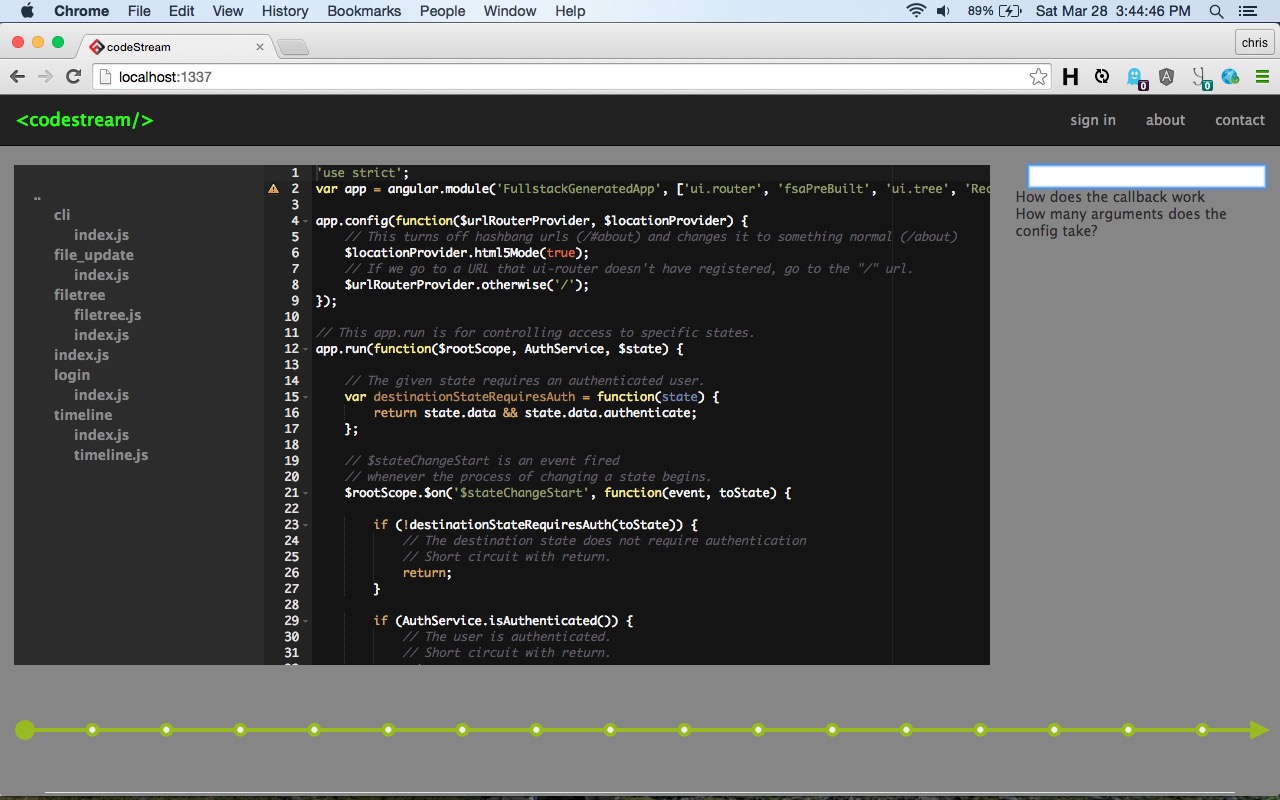 Chrome File Edit View History Bookmarks People Window Help 89% Sat Mar 28 3:44:46 PM
codeStream
chris
localhost:1337
H
0
0
<codestream/>
sign in about contact
..
cli
index.js
file_update
index.js
filetree
filetree.js
index.js
index.js
login
index.js
timeline
index.js
timeline.js
1 'use strict';
2 var app = angular.module('FullstackGeneratedApp', ['ui.router', 'fsaPreBuilt', 'ui.tree', 'Rec
3
4 app.config(function($urlRouterProvider, $locationProvider) {
5 // This turns off hashbang urls (/#about) and changes it to something normal (/about)
6 $locationProvider.html5Mode(true);
7 // If we go to a URL that ui-router doesn't have registered, go to the "/" url.
8 $urlRouterProvider.otherwise('/');
9 });
10
11 // This app.run is for controlling access to specific states.
12 app.run(function($rootScope, AuthService, $state) {
13
14 // The given state requires an authenticated user.
15 var destinationStateRequiresAuth = function(state) {
16 return state.data && state.data.authenticate;
17 };
18
19 // $stateChangeStart is an event fired
20 // whenever the process of changing a state begins.
21 $rootScope.$on('$stateChangeStart', function(event, toState) {
22
23 if (!destinationStateRequiresAuth(toState)) {
24 // The destination state does not require authentication
25 // Short circuit with return.
26 return;
27 }
28
29 if (AuthService.isAuthenticated()) {
30 // The user is authenticated.
31 // Short circuit with return.
How does the callback work
How many arguments does the
config take?